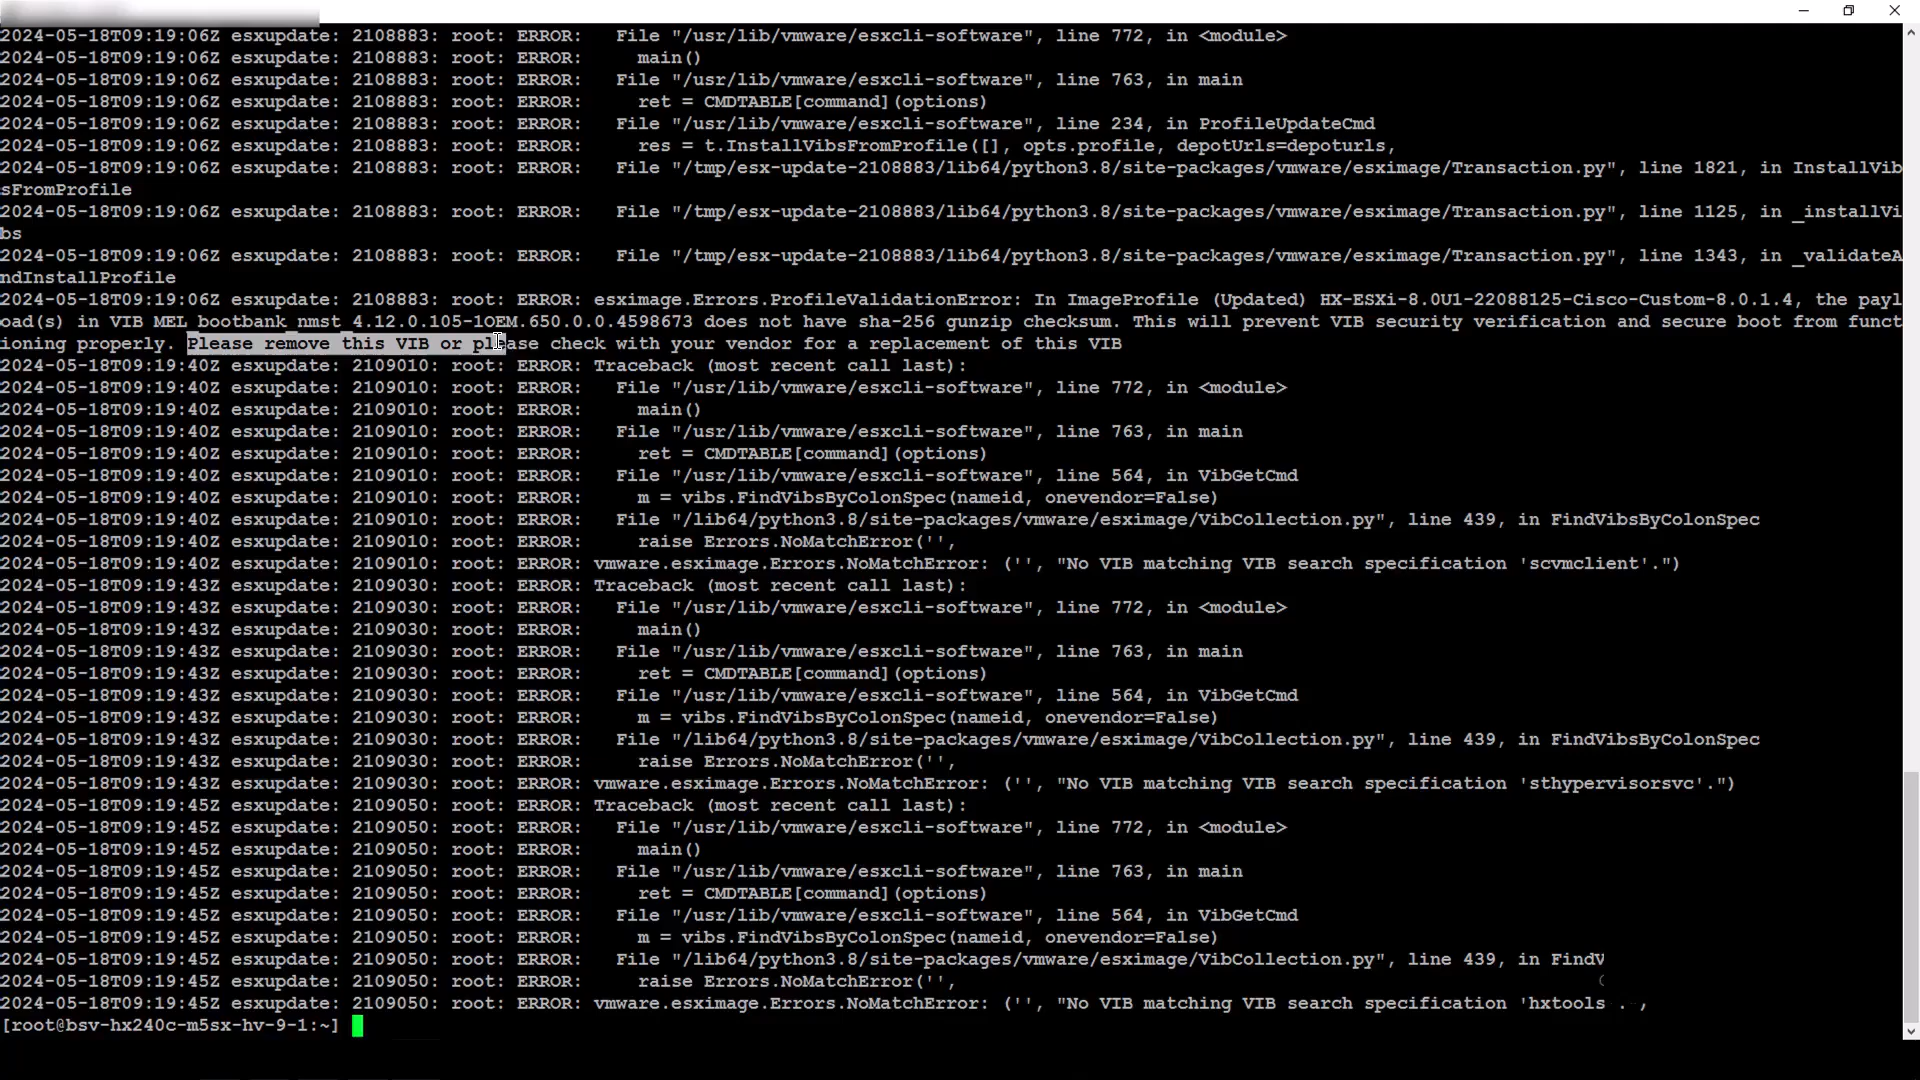 2024-05-18T09:19:06Z esxupdate: 2108883: root: ERROR:   File "/usr/lib/vmware/esxcli-software", line 772, in <module>
2024-05-18T09:19:06Z esxupdate: 2108883: root: ERROR:     main()
2024-05-18T09:19:06Z esxupdate: 2108883: root: ERROR:   File "/usr/lib/vmware/esxcli-software", line 763, in main
2024-05-18T09:19:06Z esxupdate: 2108883: root: ERROR:     ret = CMDTABLE[command](options)
2024-05-18T09:19:06Z esxupdate: 2108883: root: ERROR:   File "/usr/lib/vmware/esxcli-software", line 234, in ProfileUpdateCmd
2024-05-18T09:19:06Z esxupdate: 2108883: root: ERROR:     res = t.InstallVibsFromProfile([], opts.profile, depotUrls=depoturls,
2024-05-18T09:19:06Z esxupdate: 2108883: root: ERROR:   File "/tmp/esx-update-2108883/lib64/python3.8/site-packages/vmware/esximage/Transaction.py", line 1821, in InstallVib
sFromProfile
2024-05-18T09:19:06Z esxupdate: 2108883: root: ERROR:   File "/tmp/esx-update-2108883/lib64/python3.8/site-packages/vmware/esximage/Transaction.py", line 1125, in _installVi
bs
2024-05-18T09:19:06Z esxupdate: 2108883: root: ERROR:   File "/tmp/esx-update-2108883/lib64/python3.8/site-packages/vmware/esximage/Transaction.py", line 1343, in _validateA
ndInstallProfile
2024-05-18T09:19:06Z esxupdate: 2108883: root: ERROR: esximage.Errors.ProfileValidationError: In ImageProfile (Updated) HX-ESXi-8.0U1-22088125-Cisco-Custom-8.0.1.4, the payl
oad(s) in VIB MEL_bootbank_nmst_4.12.0.105-1OEM.650.0.0.4598673 does not have sha-256 gunzip checksum. This will prevent VIB security verification and secure boot from funct
ioning properly. Please remove this VIB or please check with your vendor for a replacement of this VIB
2024-05-18T09:19:40Z esxupdate: 2109010: root: ERROR: Traceback (most recent call last):
2024-05-18T09:19:40Z esxupdate: 2109010: root: ERROR:   File "/usr/lib/vmware/esxcli-software", line 772, in <module>
2024-05-18T09:19:40Z esxupdate: 2109010: root: ERROR:     main()
2024-05-18T09:19:40Z esxupdate: 2109010: root: ERROR:   File "/usr/lib/vmware/esxcli-software", line 763, in main
2024-05-18T09:19:40Z esxupdate: 2109010: root: ERROR:     ret = CMDTABLE[command](options)
2024-05-18T09:19:40Z esxupdate: 2109010: root: ERROR:   File "/usr/lib/vmware/esxcli-software", line 564, in VibGetCmd
2024-05-18T09:19:40Z esxupdate: 2109010: root: ERROR:     m = vibs.FindVibsByColonSpec(nameid, onevendor=False)
2024-05-18T09:19:40Z esxupdate: 2109010: root: ERROR:   File "/lib64/python3.8/site-packages/vmware/esximage/VibCollection.py", line 439, in FindVibsByColonSpec
2024-05-18T09:19:40Z esxupdate: 2109010: root: ERROR:     raise Errors.NoMatchError('',
2024-05-18T09:19:40Z esxupdate: 2109010: root: ERROR: vmware.esximage.Errors.NoMatchError: ('', "No VIB matching VIB search specification 'scvmclient'.")
2024-05-18T09:19:43Z esxupdate: 2109030: root: ERROR: Traceback (most recent call last):
2024-05-18T09:19:43Z esxupdate: 2109030: root: ERROR:   File "/usr/lib/vmware/esxcli-software", line 772, in <module>
2024-05-18T09:19:43Z esxupdate: 2109030: root: ERROR:     main()
2024-05-18T09:19:43Z esxupdate: 2109030: root: ERROR:   File "/usr/lib/vmware/esxcli-software", line 763, in main
2024-05-18T09:19:43Z esxupdate: 2109030: root: ERROR:     ret = CMDTABLE[command](options)
2024-05-18T09:19:43Z esxupdate: 2109030: root: ERROR:   File "/usr/lib/vmware/esxcli-software", line 564, in VibGetCmd
2024-05-18T09:19:43Z esxupdate: 2109030: root: ERROR:     m = vibs.FindVibsByColonSpec(nameid, onevendor=False)
2024-05-18T09:19:43Z esxupdate: 2109030: root: ERROR:   File "/lib64/python3.8/site-packages/vmware/esximage/VibCollection.py", line 439, in FindVibsByColonSpec
2024-05-18T09:19:43Z esxupdate: 2109030: root: ERROR:     raise Errors.NoMatchError('',
2024-05-18T09:19:43Z esxupdate: 2109030: root: ERROR: vmware.esximage.Errors.NoMatchError: ('', "No VIB matching VIB search specification 'sthypervisorsvc'.")
2024-05-18T09:19:45Z esxupdate: 2109050: root: ERROR: Traceback (most recent call last):
2024-05-18T09:19:45Z esxupdate: 2109050: root: ERROR:   File "/usr/lib/vmware/esxcli-software", line 772, in <module>
2024-05-18T09:19:45Z esxupdate: 2109050: root: ERROR:     main()
2024-05-18T09:19:45Z esxupdate: 2109050: root: ERROR:   File "/usr/lib/vmware/esxcli-software", line 763, in main
2024-05-18T09:19:45Z esxupdate: 2109050: root: ERROR:     ret = CMDTABLE[command](options)
2024-05-18T09:19:45Z esxupdate: 2109050: root: ERROR:   File "/usr/lib/vmware/esxcli-software", line 564, in VibGetCmd
2024-05-18T09:19:45Z esxupdate: 2109050: root: ERROR:     m = vibs.FindVibsByColonSpec(nameid, onevendor=False)
2024-05-18T09:19:45Z esxupdate: 2109050: root: ERROR:   File "/lib64/python3.8/site-packages/vmware/esximage/VibCollection.py", line 439, in FindV
2024-05-18T09:19:45Z esxupdate: 2109050: root: ERROR:     raise Errors.NoMatchError('',
2024-05-18T09:19:45Z esxupdate: 2109050: root: ERROR: vmware.esximage.Errors.NoMatchError: ('', "No VIB matching VIB search specification 'hxtools
[root@bsv-hx240c-m5sx-hv-9-1:~]